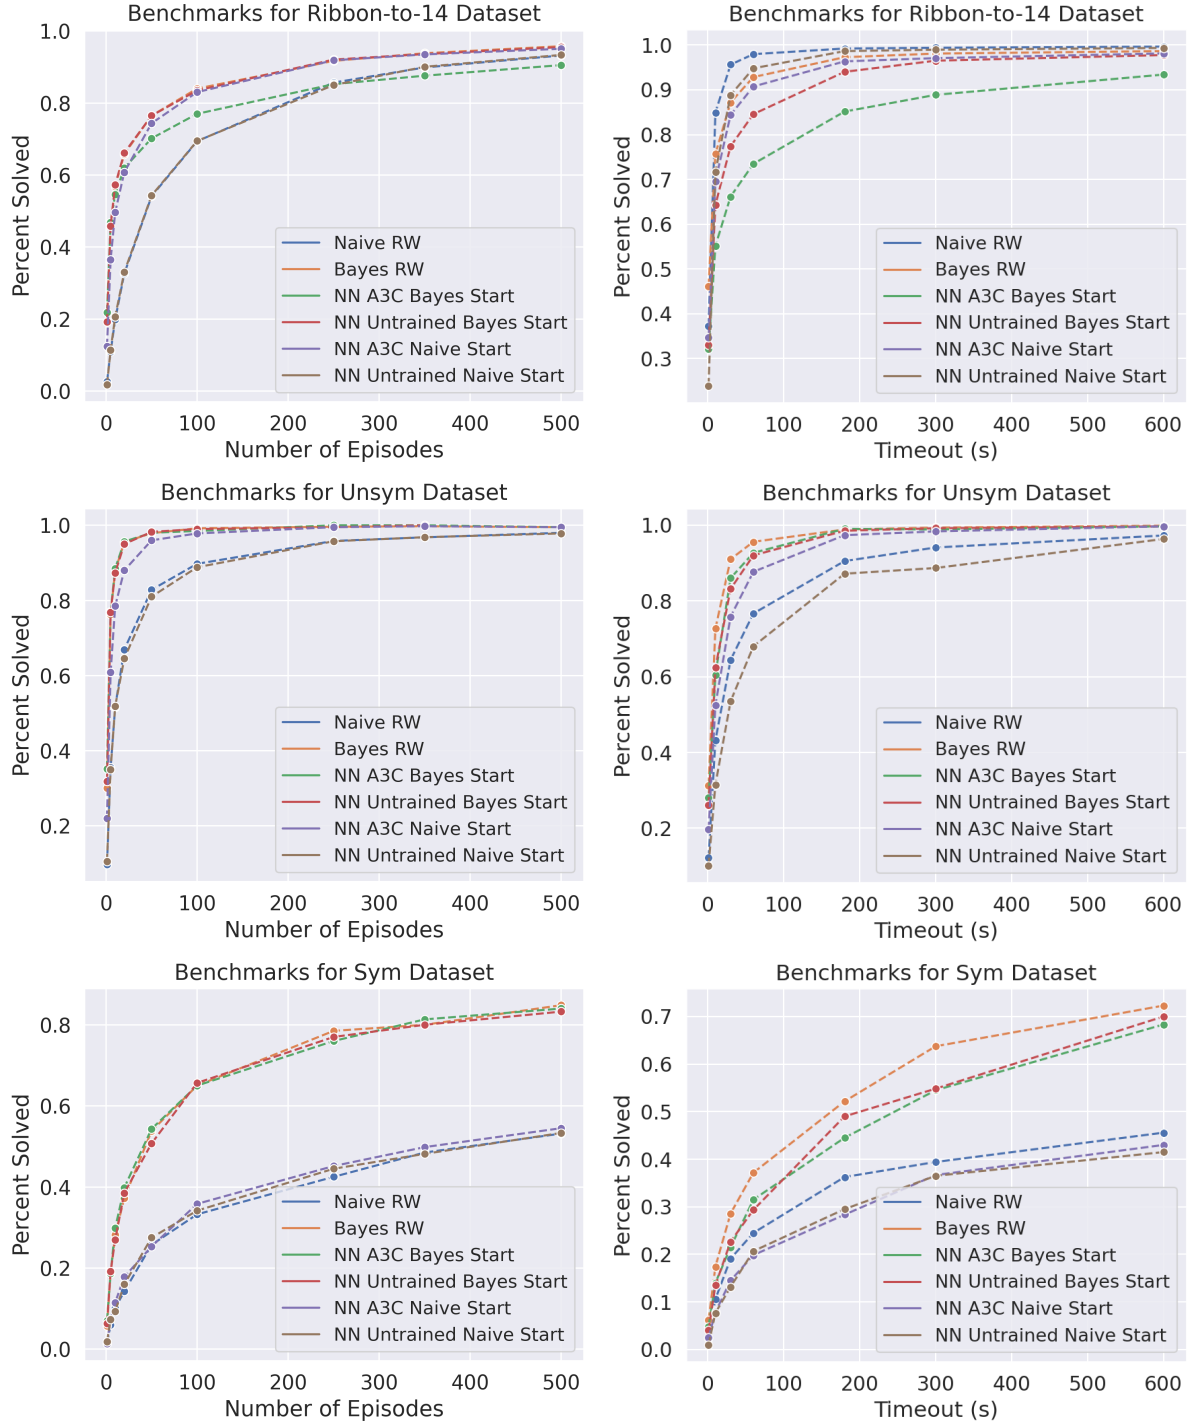 Benchmarks for Ribbon-to-14 Dataset
1.0
0.8
0.6
0.4
0.2
0.0
Percent Solved
Naive RW
Bayes RW
NN A3C Bayes Start
NN Untrained Bayes Start
NN A3C Naive Start
NN Untrained Naive Start
0 100 200 300 400 500
Number of Episodes
Benchmarks for Ribbon-to-14 Dataset
1.0
0.9
0.8
0.7
0.6
0.5
0.4
0.3
Percent Solved
Naive RW
Bayes RW
NN A3C Bayes Start
NN Untrained Bayes Start
NN A3C Naive Start
NN Untrained Naive Start
0 100 200 300 400 500 600
Timeout (s)
Benchmarks for Unsym Dataset
1.0
0.8
0.6
0.4
0.2
Percent Solved
Naive RW
Bayes RW
NN A3C Bayes Start
NN Untrained Bayes Start
NN A3C Naive Start
NN Untrained Naive Start
0 100 200 300 400 500
Number of Episodes
Benchmarks for Unsym Dataset
1.0
0.8
0.6
0.4
0.2
Percent Solved
Naive RW
Bayes RW
NN A3C Bayes Start
NN Untrained Bayes Start
NN A3C Naive Start
NN Untrained Naive Start
0 100 200 300 400 500 600
Timeout (s)
Benchmarks for Sym Dataset
0.8
0.6
0.4
0.2
0.0
Percent Solved
Naive RW
Bayes RW
NN A3C Bayes Start
NN Untrained Bayes Start
NN A3C Naive Start
NN Untrained Naive Start
0 100 200 300 400 500
Number of Episodes
Benchmarks for Sym Dataset
0.7
0.6
0.5
0.4
0.3
0.2
0.1
0.0
Percent Solved
Naive RW
Bayes RW
NN A3C Bayes Start
NN Untrained Bayes Start
NN A3C Naive Start
NN Untrained Naive Start
0 100 200 300 400 500 600
Timeout (s)